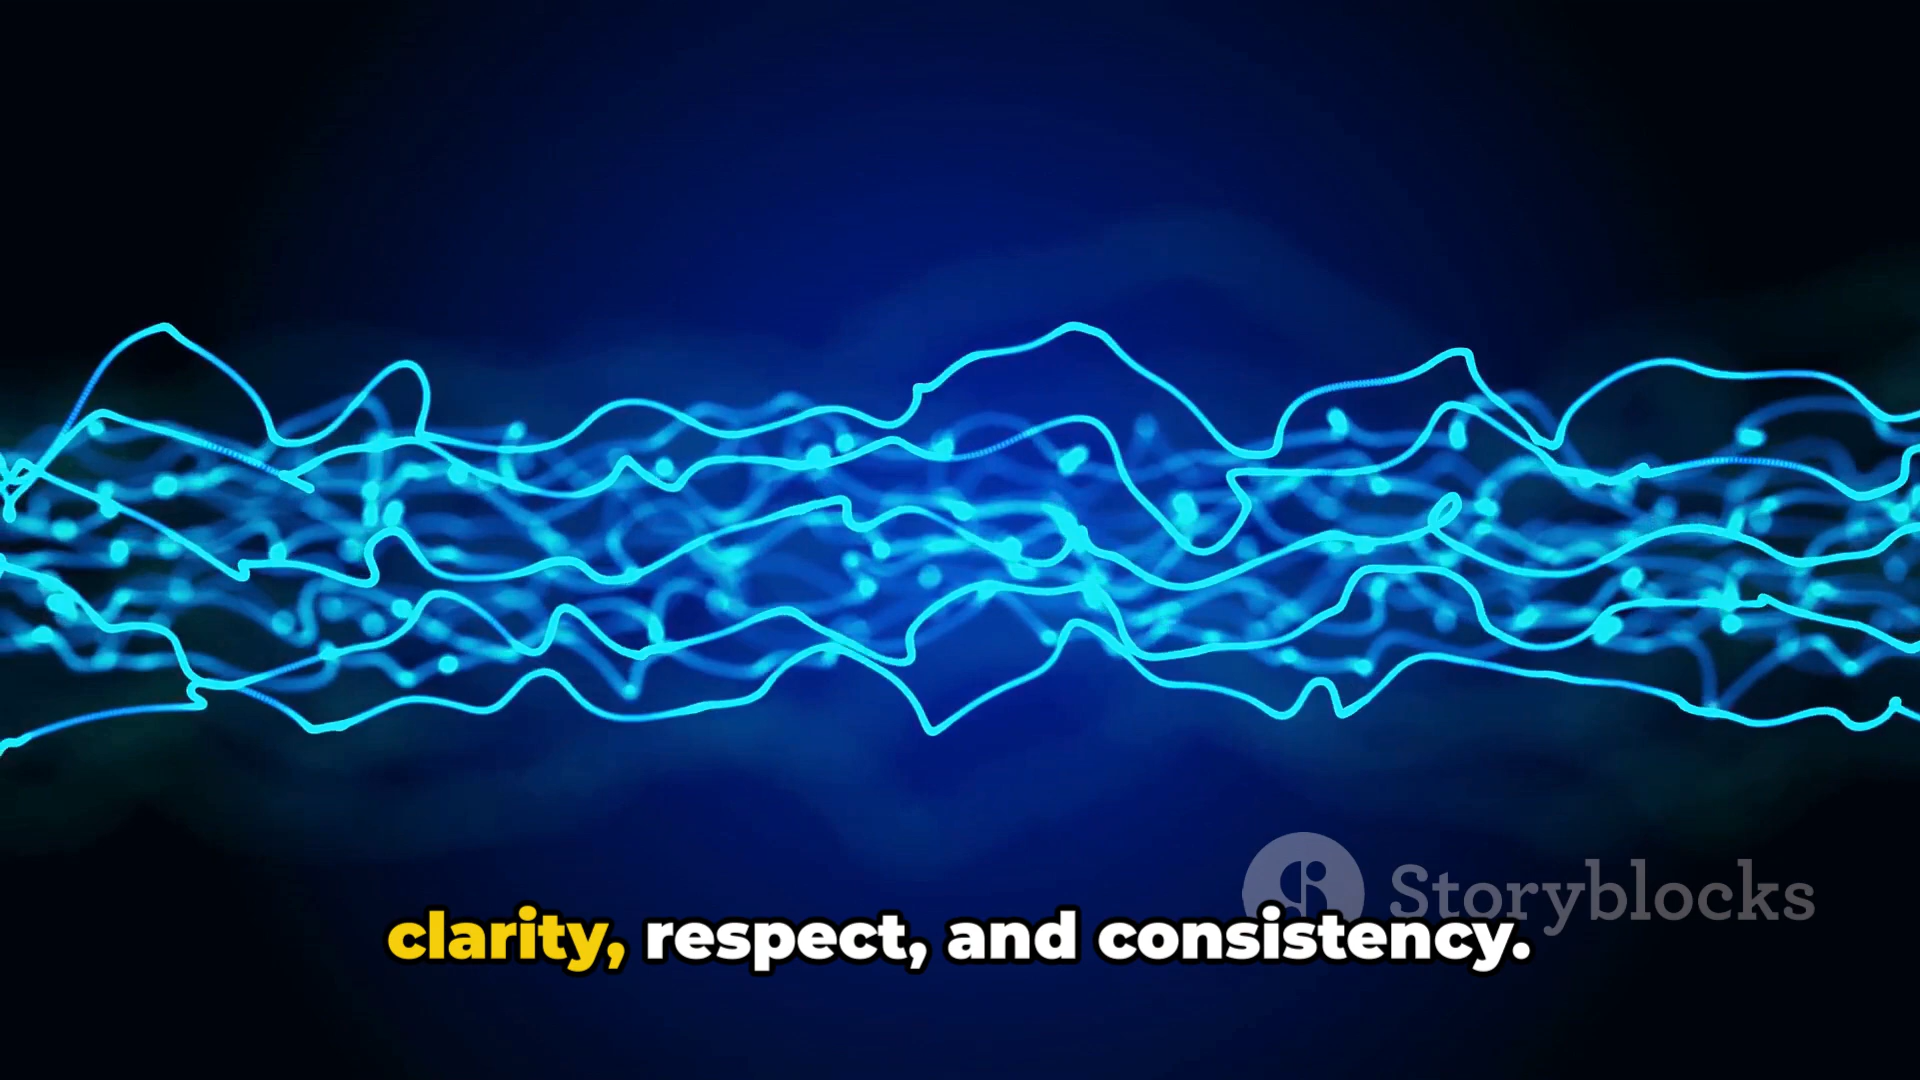 Storyblocks
clarity, respect, and consistency.